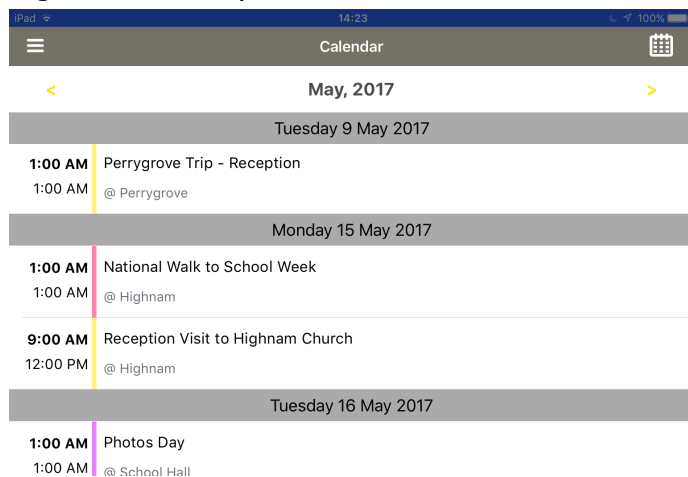 iPad 14:23 100%
Calendar
< May, 2017 >
Tuesday 9 May 2017
1:00 AM Perrygrove Trip - Reception
1:00 AM @ Perrygrove
Monday 15 May 2017
1:00 AM National Walk to School Week
1:00 AM @ Highnam
9:00 AM Reception Visit to Highnam Church
12:00 PM @ Highnam
Tuesday 16 May 2017
1:00 AM Photos Day
1:00 AM @ School Hall